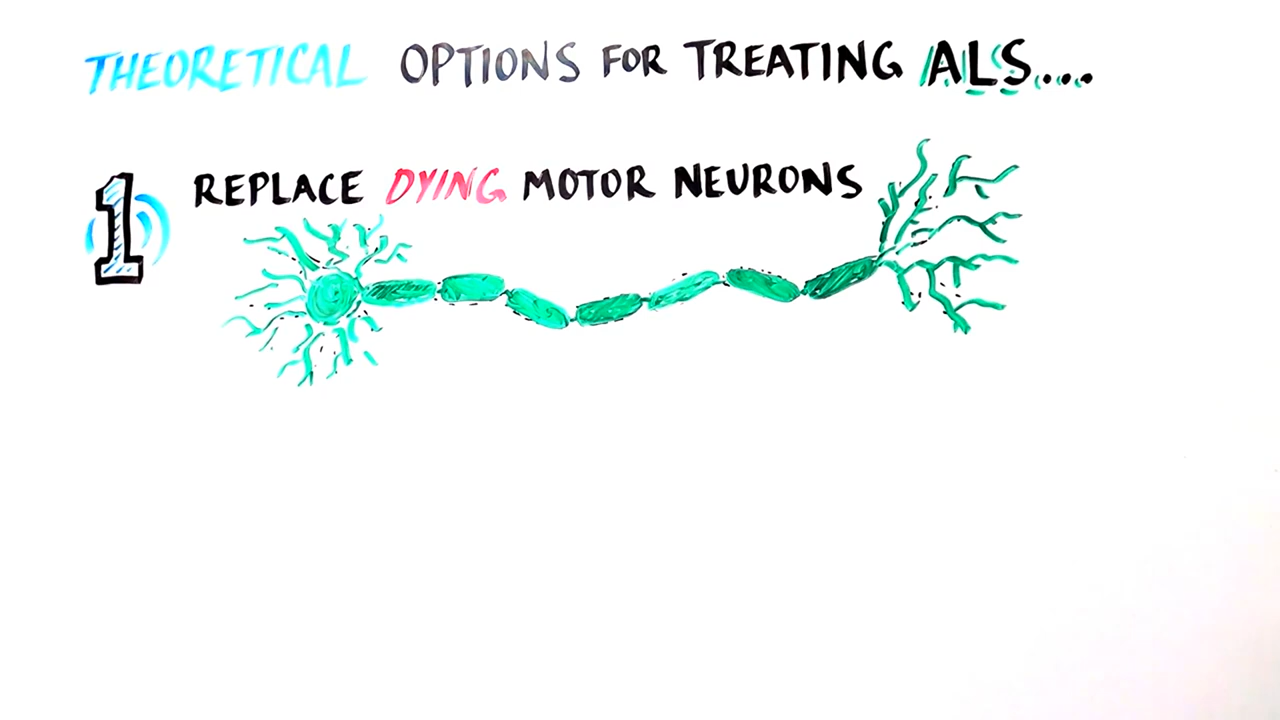 THEORETICAL OPTIONS FOR TREATING ALS....
1 REPLACE DYING MOTOR NEURONS